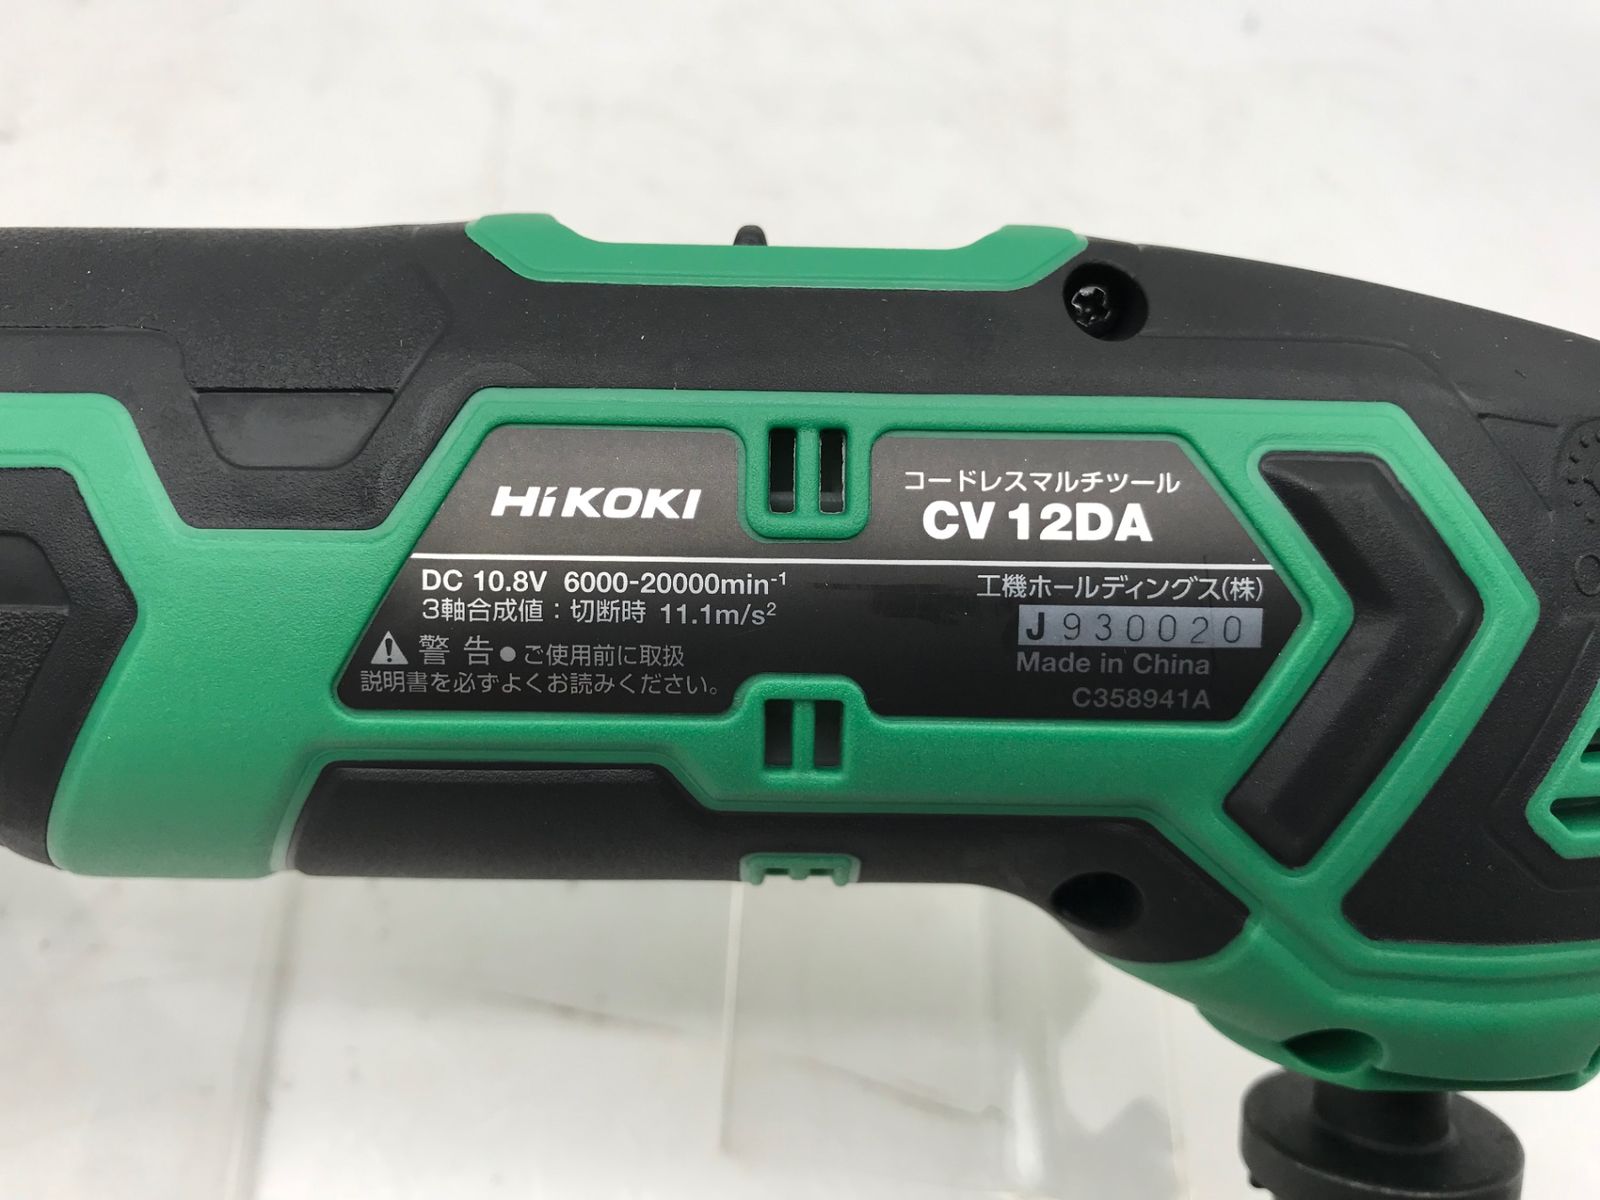 HiKOKI
コードレスマルチツール
CV 12DA
DC 10.8V 6000-20000min⁻¹
3軸合成値：切断時 11.1m/s²
警告●ご使用前に取扱
説明書を必ずよくお読みください。
工機ホールディングス(株)
J930020
Made in China
C358941A